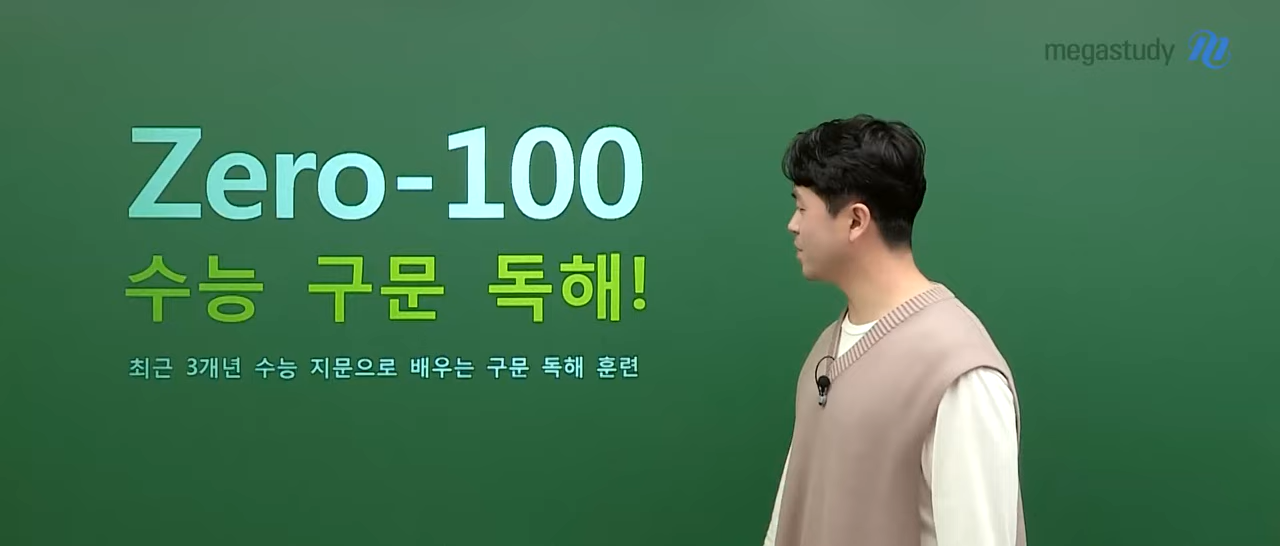 megastudy
Zero-100
수능 구문 독해!
최근 3개년 수능 지문으로 배우는 구문 독해 훈련